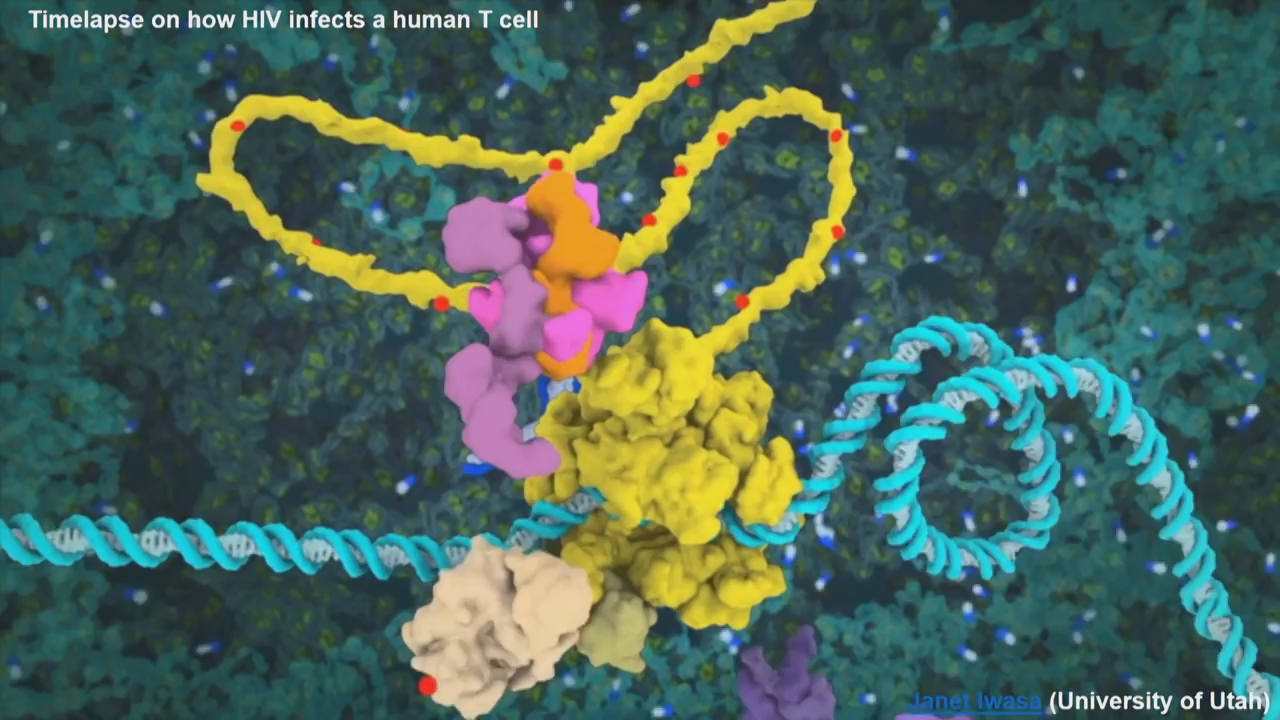 Timelapse on how HIV infects a human T cell
Janet Iwasa (University of Utah)